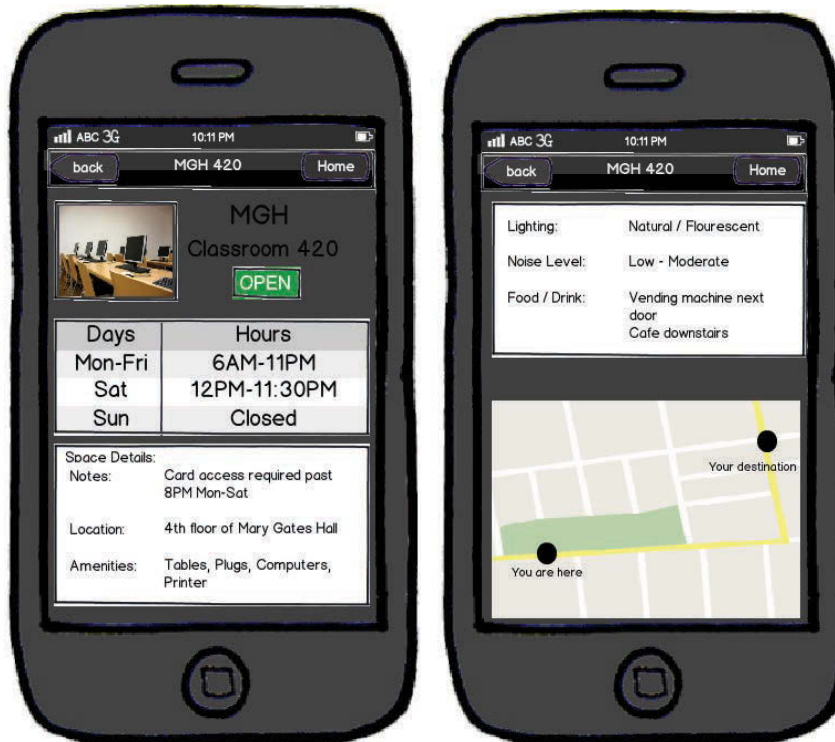 ABC 3G 10:11 PM
back MGH 420 Home
MGH
Classroom 420
OPEN
Days Hours
Mon-Fri 6AM-11PM
Sat 12PM-11:30PM
Sun Closed
Space Details:
Notes: Card access required past
8PM Mon-Sat
Location: 4th floor of Mary Gates Hall
Amenities: Tables, Plugs, Computers,
Printer
ABC 3G 10:11 PM
back MGH 420 Home
Lighting: Natural / Flourescent
Noise Level: Low - Moderate
Food / Drink: Vending machine next
door
Cafe downstairs
Your destination
You are here